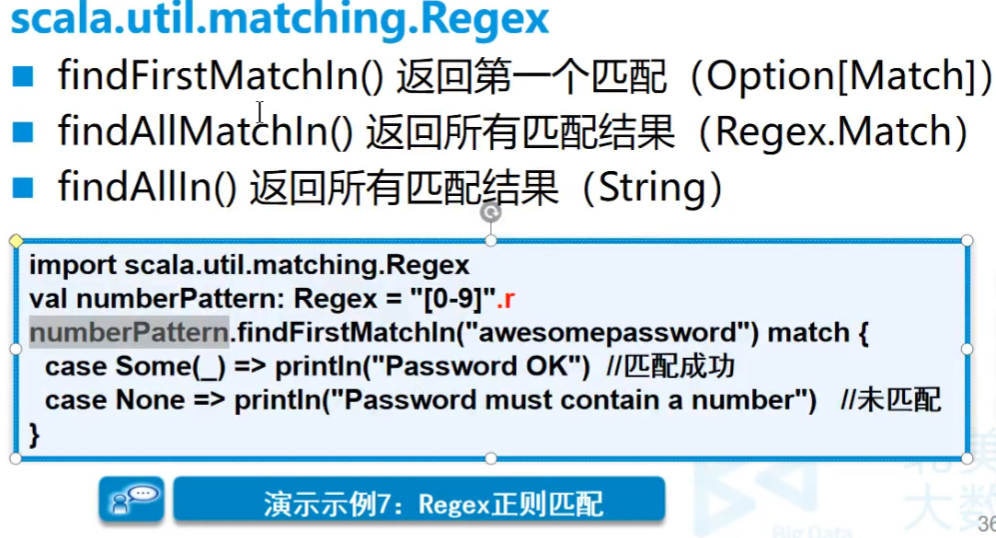 scala.util.matching.Regex
findFirstMatchIn() 返回第一个匹配（Option[Match]）
findAllMatchIn() 返回所有匹配结果（Regex.Match）
findAllIn() 返回所有匹配结果（String）
import scala.util.matching.Regex
val numberPattern: Regex = "[0-9]".r
numberPattern.findFirstMatchIn("awesomepassword") match {
case Some(_) => println("Password OK") //匹配成功
case None => println("Password must contain a number") //未匹配
}
演示示例7：Regex正则匹配
Big Data
大数
36